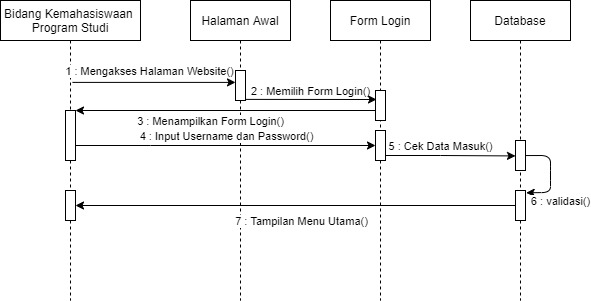 Bidang Kemahasiswaan
Program Studi
Halaman Awal
Form Login
Database
1 : Mengakses Halaman Website()
2 : Memilih Form Login()
3 : Menampilkan Form Login()
4 : Input Username dan Password()
5 : Cek Data Masuk()
6 : validasi()
7 : Tampilan Menu Utama()